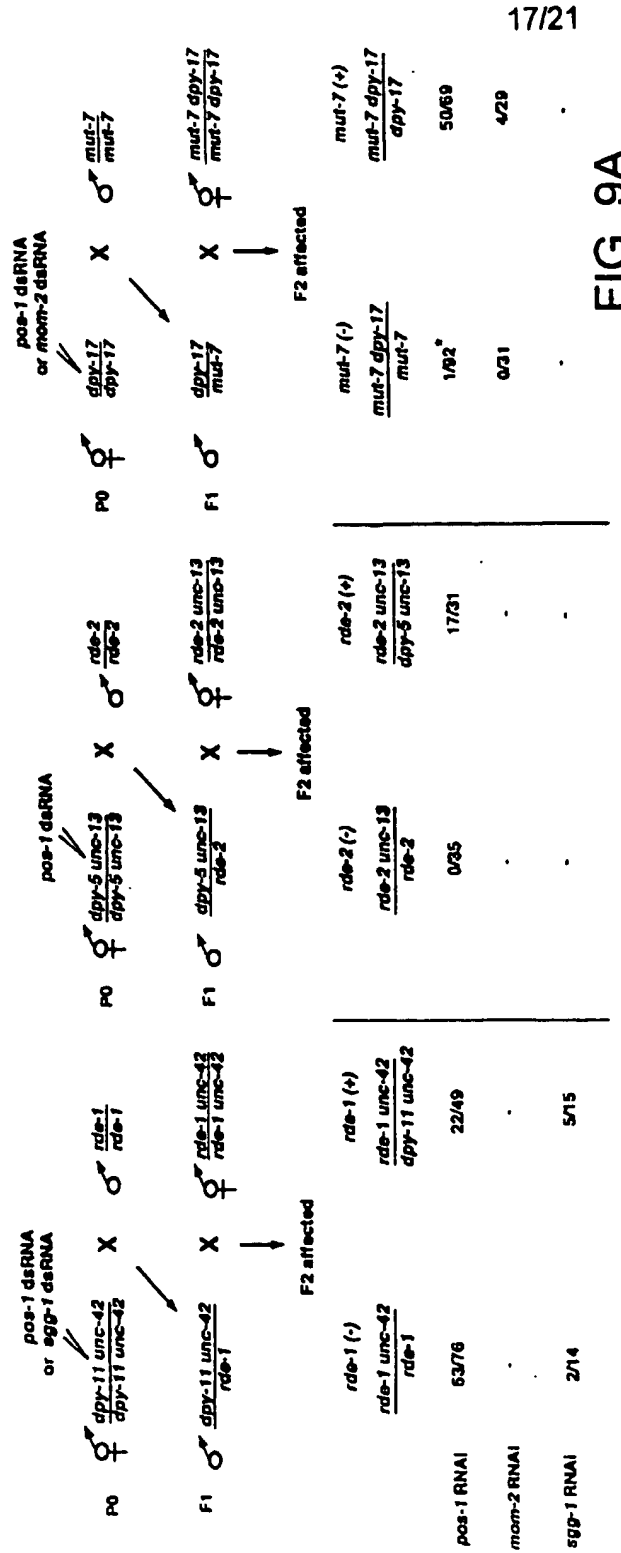 17/21
pos-1 dsRNA
or sgg-1 dsRNA
P0 dpy-11 unc-42 X rde-1
dpy-11 unc-42 rde-1
F1 dpy-11 unc-42 X rde-1 unc-42
rde-1 rde-1 unc-42
F2 affected
pos-1 dsRNA
P0 dpy-5 unc-13 X rde-2
dpy-5 unc-13 rde-2
F1 dpy-5 unc-13 X rde-2 unc-13
rde-2 rde-2 unc-13
F2 affected
pos-1 dsRNA
or mom-2 dsRNA
P0 dpy-17 X mut-7
dpy-17 mut-7
F1 dpy-17 X mut-7 dpy-17
mut-7 mut-7 dpy-17
F2 affected
rde-1 (-) rde-1 (+) rde-2 (-) rde-2 (+) mut-7 (-) mut-7 (+)
rde-1 unc-42 rde-1 unc-42 rde-2 unc-13 rde-2 unc-13 mut-7 dpy-17 mut-7 dpy-17
rde-1 dpy-11 unc-42 rde-2 dpy-5 unc-13 mut-7 dpy-17
pos-1 RNAi 53/76 22/49 0/35 17/31 1/92* 50/69
mom-2 RNAi - - - - 0/31 4/29
sgg-1 RNAi 2/14 5/15 - - - -
FIG. 9A